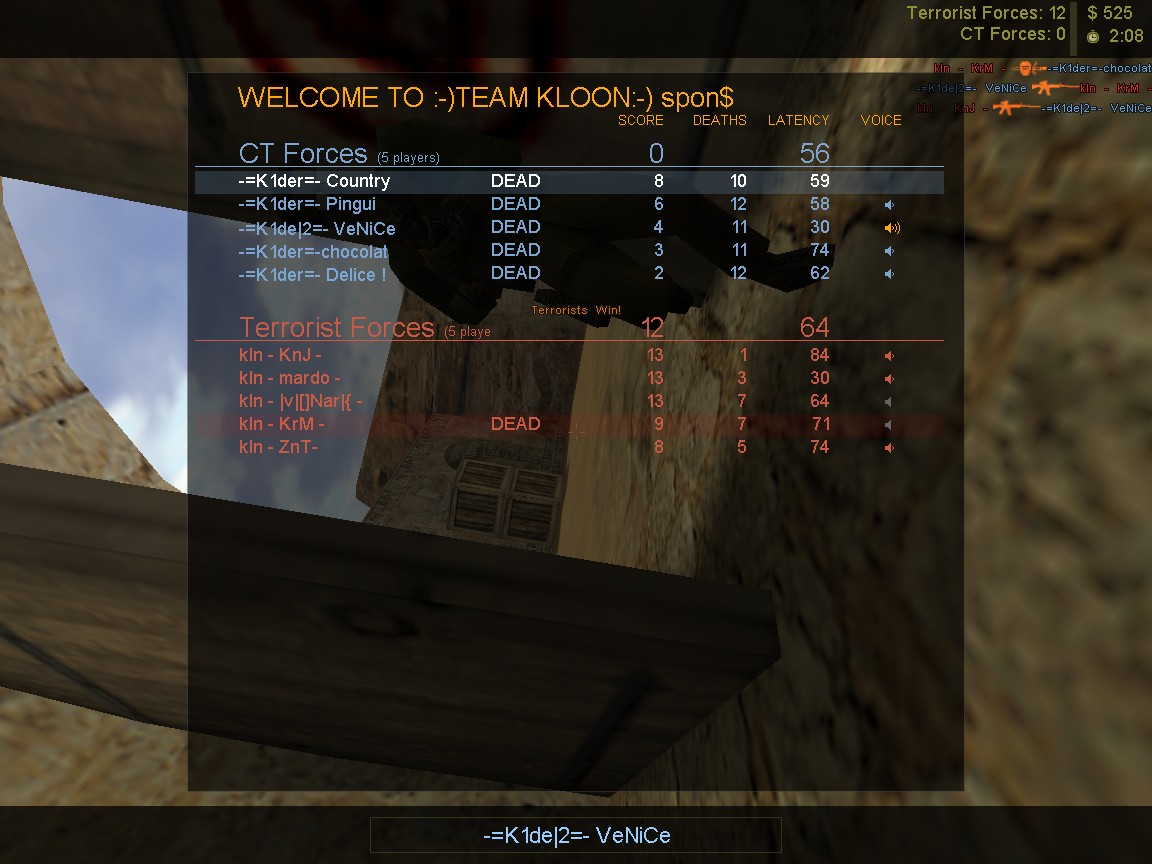 Terrorist Forces: 12
CT Forces: 0
$ 525
2:08
kln - KrM - -=K1der=-chocolat
-=K1de|2=- VeNiCe kln - KrM -
kln - KnJ - -=K1de|2=- VeNiCe
WELCOME TO :-)TEAM KLOON:-) spon$
SCORE DEATHS LATENCY VOICE
CT Forces (5 players) 0 56
-=K1der=- Country DEAD 8 10 59
-=K1der=- Pingui DEAD 6 12 58
-=K1de|2=- VeNiCe DEAD 4 11 30
-=K1der=-chocolat DEAD 3 11 74
-=K1der=- Delice ! DEAD 2 12 62
Terrorists Win!
Terrorist Forces (5 playe 12 64
kln - KnJ - 13 1 84
kln - mardo - 13 3 30
kln - |v|[]Nar|{ - 13 7 64
kln - KrM - DEAD 9 7 71
kln - ZnT- 8 5 74
-=K1de|2=- VeNiCe